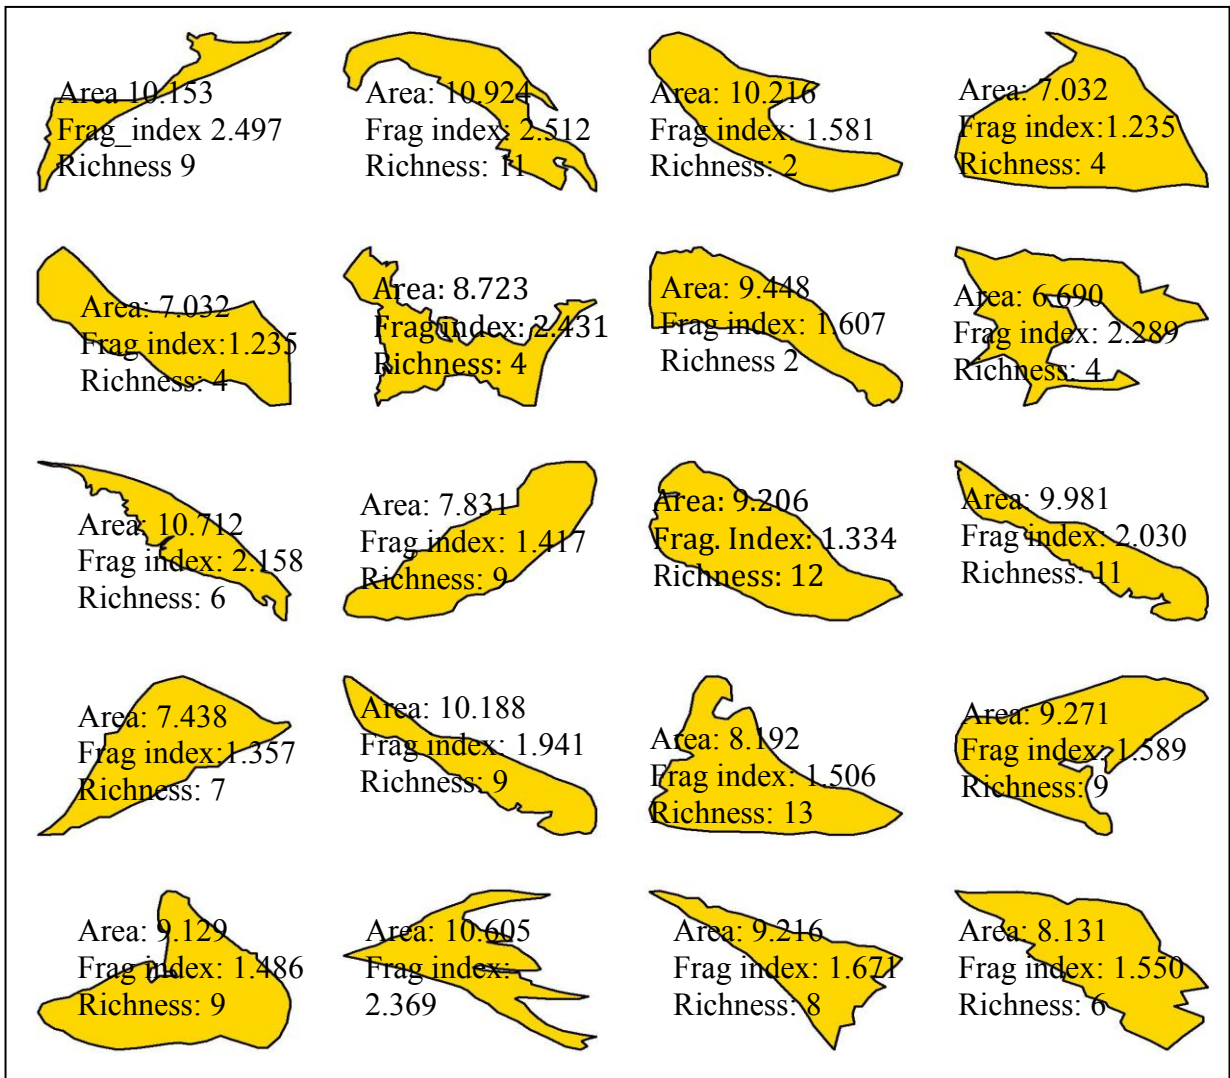 Area 10.153
Frag_index 2.497
Richness 9
Area: 10.924
Frag index: 2.512
Richness: 11
Area: 10.216
Frag index: 1.581
Richness: 2
Area: 7.032
Frag index:1.235
Richness: 4
Area: 7.032
Frag index:1.235
Richness: 4
Area: 8.723
Frag index: 2.431
Richness: 4
Area: 9.448
Frag index: 1.607
Richness 2
Area: 6.690
Frag index: 2.289
Richness: 4
Area: 10.712
Frag index: 2.158
Richness: 6
Area: 7.831
Frag index: 1.417
Richness: 9
Area: 9.206
Frag. Index: 1.334
Richness: 12
Area: 9.981
Frag index: 2.030
Richness: 11
Area: 7.438
Frag index:1.357
Richness: 7
Area: 10.188
Frag index: 1.941
Richness: 9
Area: 8.192
Frag index: 1.506
Richness: 13
Area: 9.271
Frag index: 1.589
Richness: 9
Area: 9.129
Frag index: 1.486
Richness: 9
Area: 10.605
Frag index:
2.369
Area: 9.216
Frag index: 1.671
Richness: 8
Area: 8.131
Frag index: 1.550
Richness: 6